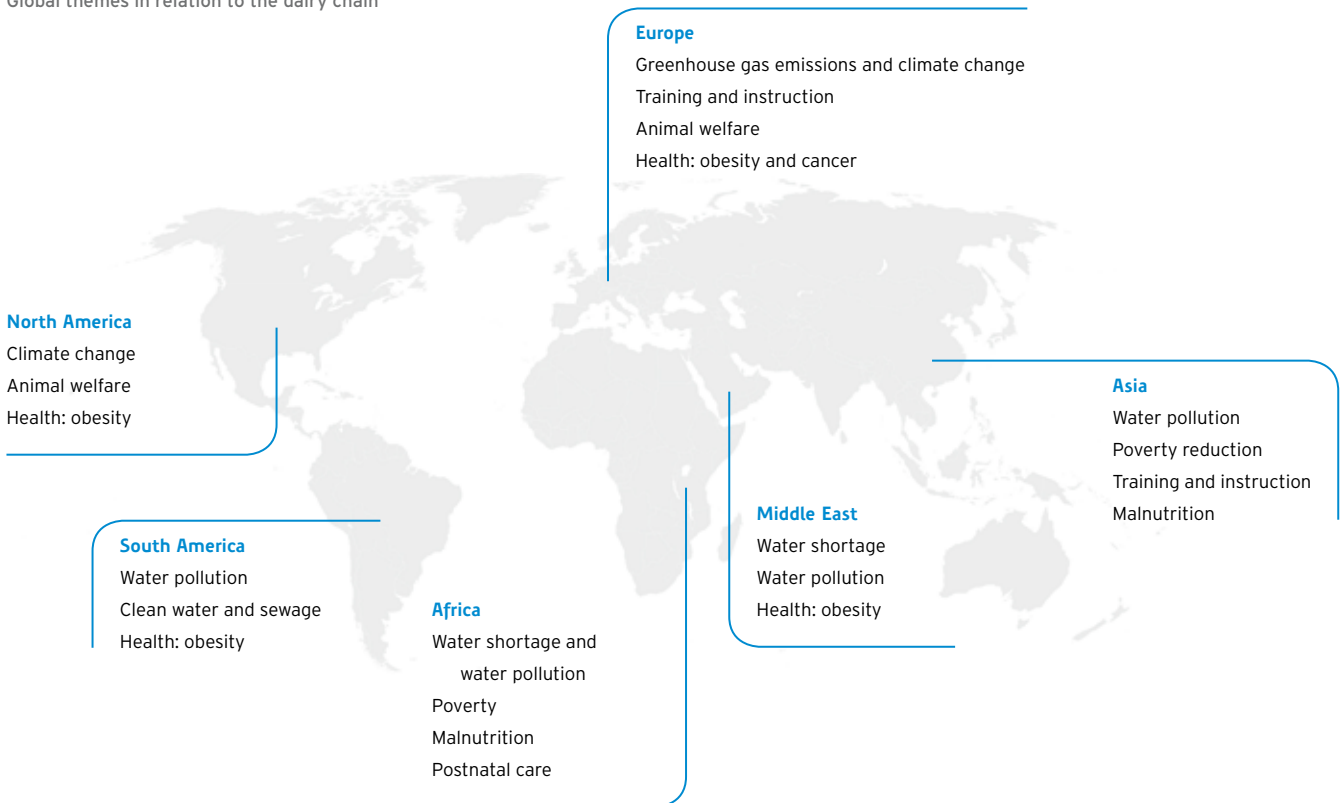 Global themes in relation to the dairy chain
Europe
Greenhouse gas emissions and climate change
Training and instruction
Animal welfare
Health: obesity and cancer
North America
Climate change
Animal welfare
Health: obesity
Asia
Water pollution
Poverty reduction
Training and instruction
Malnutrition
Middle East
Water shortage
Water pollution
Health: obesity
South America
Water pollution
Clean water and sewage
Health: obesity
Africa
Water shortage and
water pollution
Poverty
Malnutrition
Postnatal care